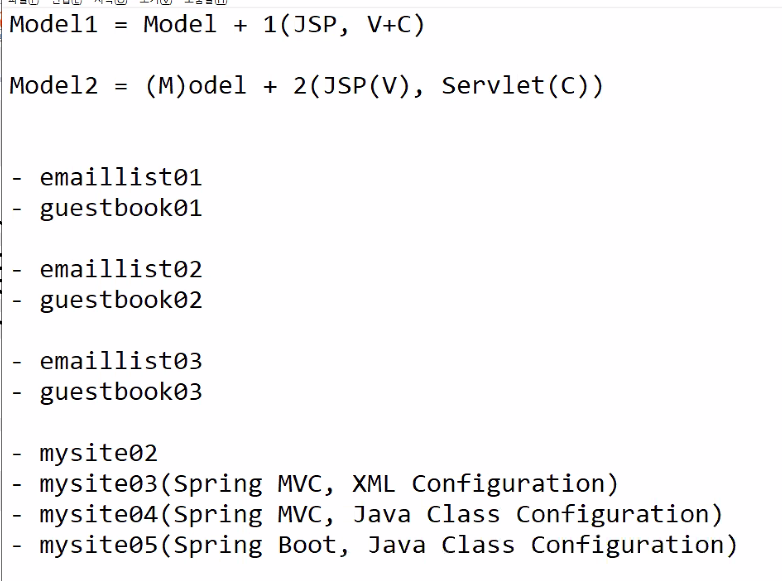 Model1 = Model + 1(JSP, V+C)
Model2 = (M)odel + 2(JSP(V), Servlet(C))
- emaillist01
- guestbook01
- emaillist02
- guestbook02
- emaillist03
- guestbook03
- mysite02
- mysite03(Spring MVC, XML Configuration)
- mysite04(Spring MVC, Java Class Configuration)
- mysite05(Spring Boot, Java Class Configuration)